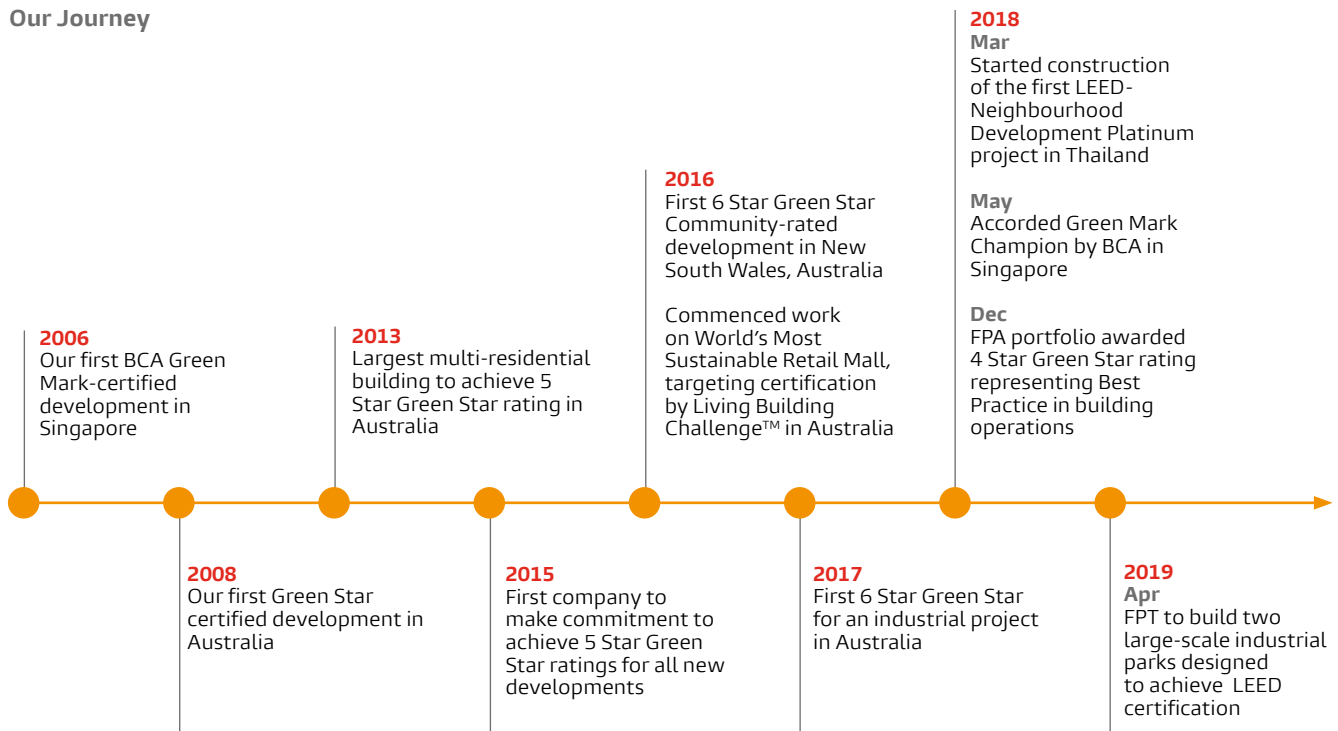 Our Journey
2006
Our first BCA Green
Mark-certified
development in
Singapore
2008
Our first Green Star
certified development in
Australia
2013
Largest multi-residential
building to achieve 5
Star Green Star rating in
Australia
2015
First company to
make commitment to
achieve 5 Star Green
Star ratings for all new
developments
2016
First 6 Star Green Star
Community-rated
development in New
South Wales, Australia
Commenced work
on World’s Most
Sustainable Retail Mall,
targeting certification
by Living Building
Challenge™ in Australia
2017
First 6 Star Green Star
for an industrial project
in Australia
2018
Mar
Started construction
of the first LEED-
Neighbourhood
Development Platinum
project in Thailand
May
Accorded Green Mark
Champion by BCA in
Singapore
Dec
FPA portfolio awarded
4 Star Green Star rating
representing Best
Practice in building
operations
2019
Apr
FPT to build two
large-scale industrial
parks designed
to achieve LEED
certification